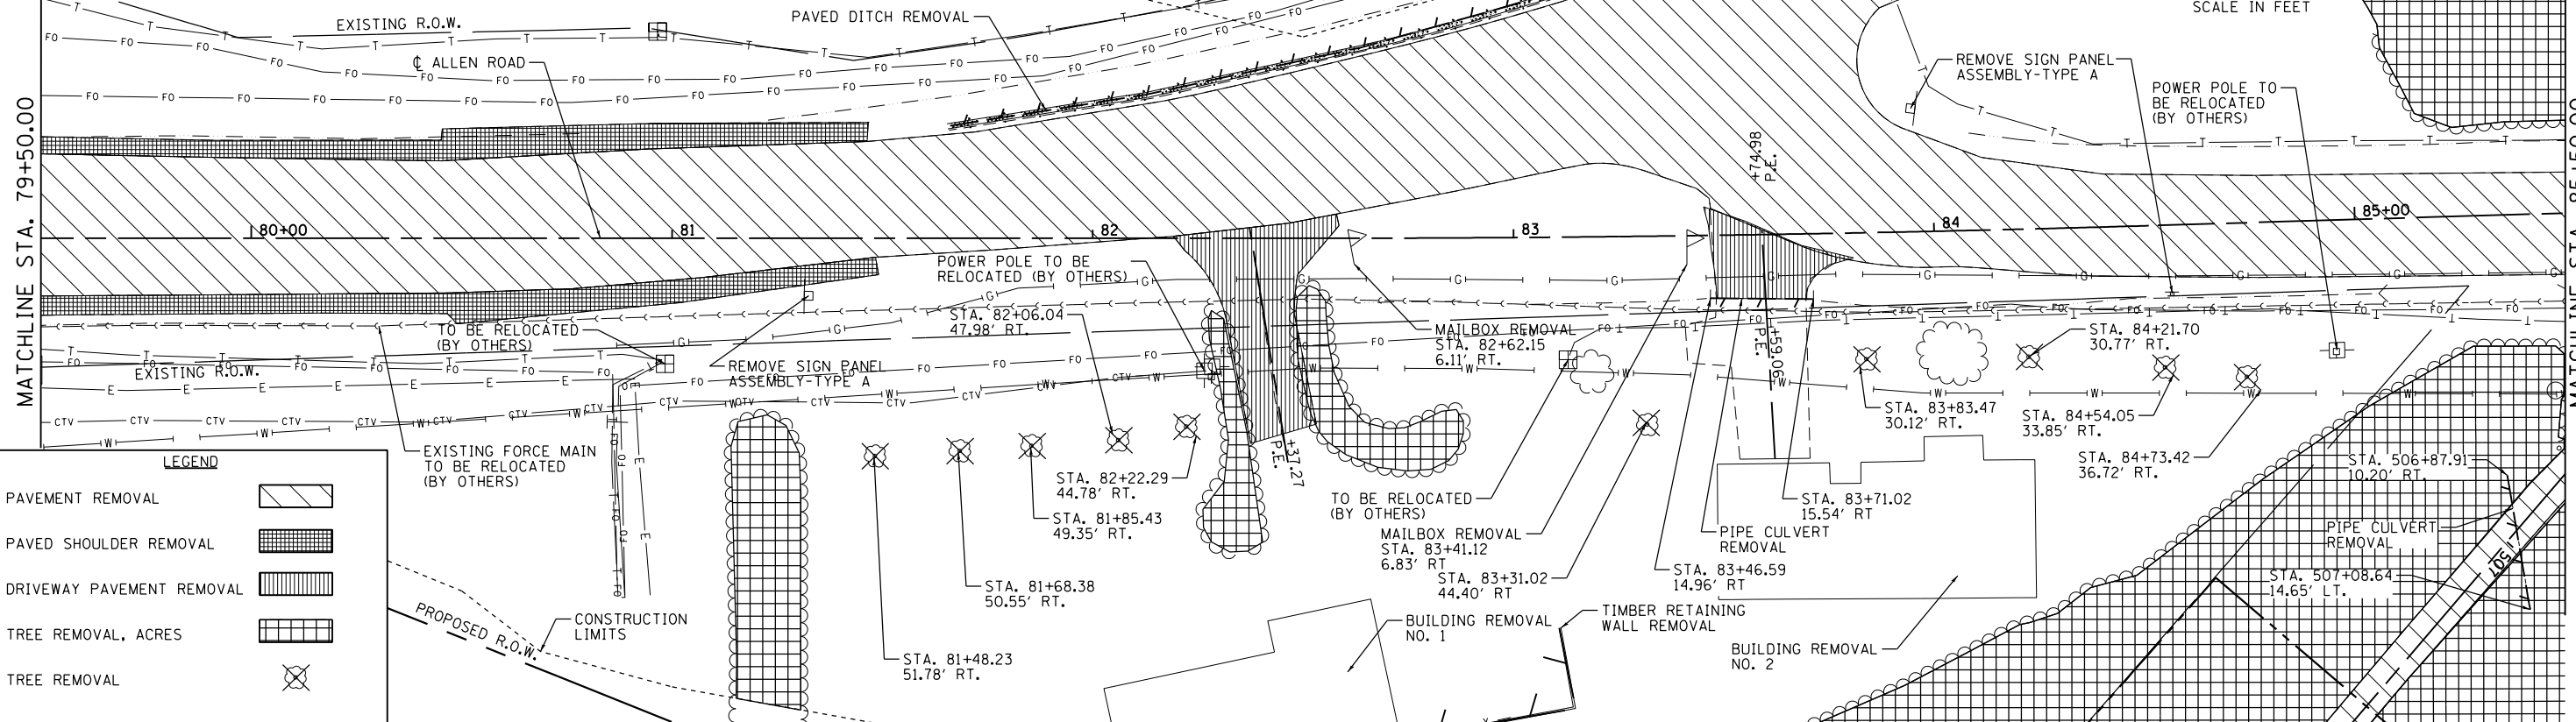 SCALE IN FEET
EXISTING R.O.W.
PAVED DITCH REMOVAL
℄ ALLEN ROAD
REMOVE SIGN PANEL
ASSEMBLY-TYPE A
POWER POLE TO
BE RELOCATED
(BY OTHERS)
MATCHLINE STA. 79+50.00
+74.98
P.E.
80+00
81
82
83
84
85+00
POWER POLE TO BE
RELOCATED (BY OTHERS)
STA. 82+06.04
47.98' RT.
TO BE RELOCATED
(BY OTHERS)
MAILBOX REMOVAL
STA. 82+62.15
6.11' RT.
+59.06
P.E.
STA. 84+21.70
30.77' RT.
EXISTING R.O.W.
REMOVE SIGN PANEL
ASSEMBLY-TYPE A
STA. 83+83.47
30.12' RT.
STA. 84+54.05
33.85' RT.
EXISTING FORCE MAIN
TO BE RELOCATED
(BY OTHERS)
+37.27
P.E.
STA. 82+22.29
44.78' RT.
STA. 84+73.42
36.72' RT.
STA. 506+87.91
10.20' RT.
LEGEND
PAVEMENT REMOVAL
PAVED SHOULDER REMOVAL
DRIVEWAY PAVEMENT REMOVAL
TREE REMOVAL, ACRES
TREE REMOVAL
STA. 81+85.43
49.35' RT.
TO BE RELOCATED
(BY OTHERS)
STA. 83+71.02
15.54' RT
MAILBOX REMOVAL
STA. 83+41.12
6.83' RT
PIPE CULVERT
REMOVAL
PIPE CULVERT
REMOVAL
STA. 83+31.02
44.40' RT
STA. 83+46.59
14.96' RT
507
STA. 507+08.64
14.65' LT.
STA. 81+68.38
50.55' RT.
PROPOSED R.O.W.
CONSTRUCTION
LIMITS
BUILDING REMOVAL
NO. 1
TIMBER RETAINING
WALL REMOVAL
STA. 81+48.23
51.78' RT.
BUILDING REMOVAL
NO. 2